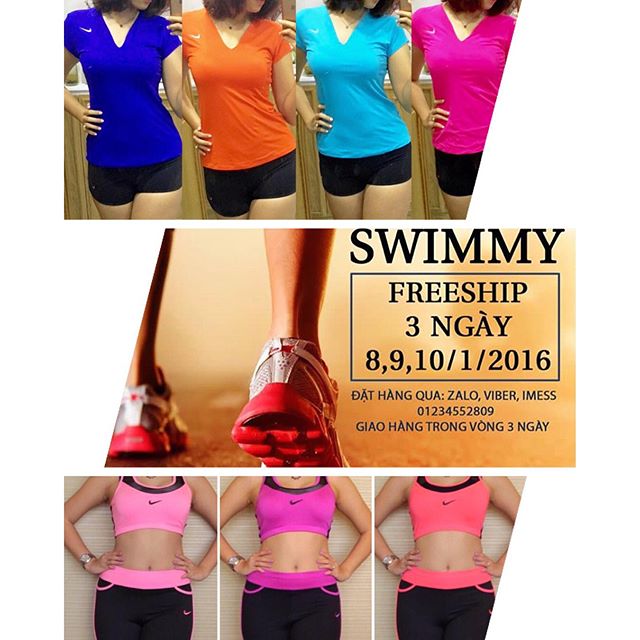 SWIMMY
FREESHIP
3 NGÀY
8,9,10/1/2016
ĐẶT HÀNG QUA: ZALO, VIBER, IMESS
01234552809
GIAO HÀNG TRONG VÒNG 3 NGÀY